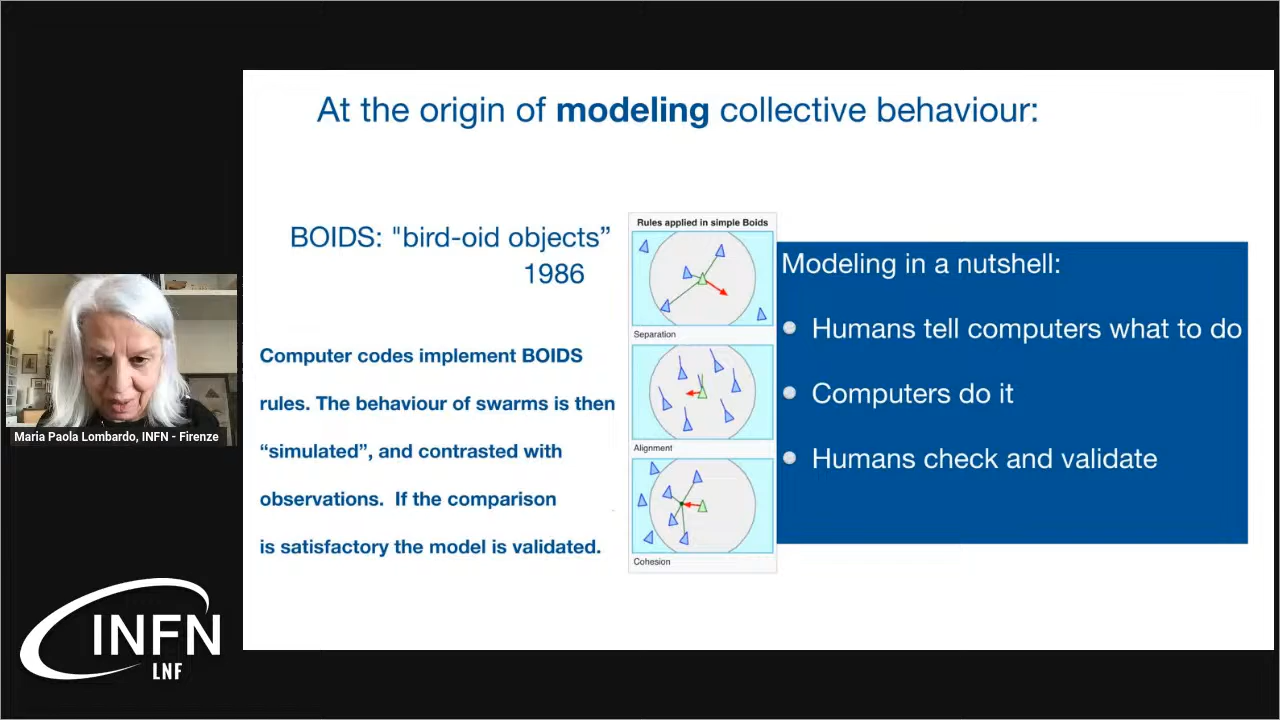 At the origin of modeling collective behaviour:
BOIDS: "bird-oid objects”
1986
Computer codes implement BOIDS
rules. The behaviour of swarms is then
“simulated”, and contrasted with
observations.  If the comparison
is satisfactory the model is validated.
Rules applied in simple Boids
Separation
Alignment
Cohesion
Modeling in a nutshell:
Humans tell computers what to do
Computers do it
Humans check and validate
Maria Paola Lombardo, INFN - Firenze
INFN
LNF